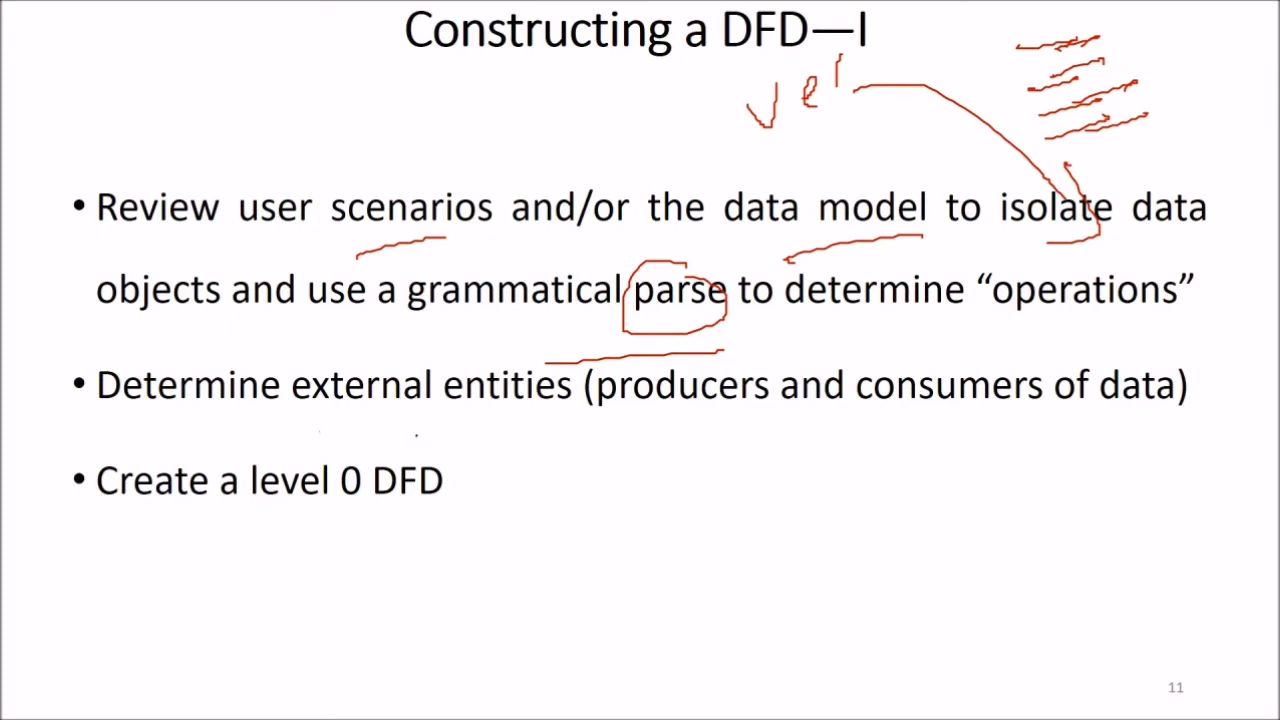 Constructing a DFD—I
• Review user scenarios and/or the data model to isolate data
objects and use a grammatical parse to determine “operations”
• Determine external entities (producers and consumers of data)
• Create a level 0 DFD
11